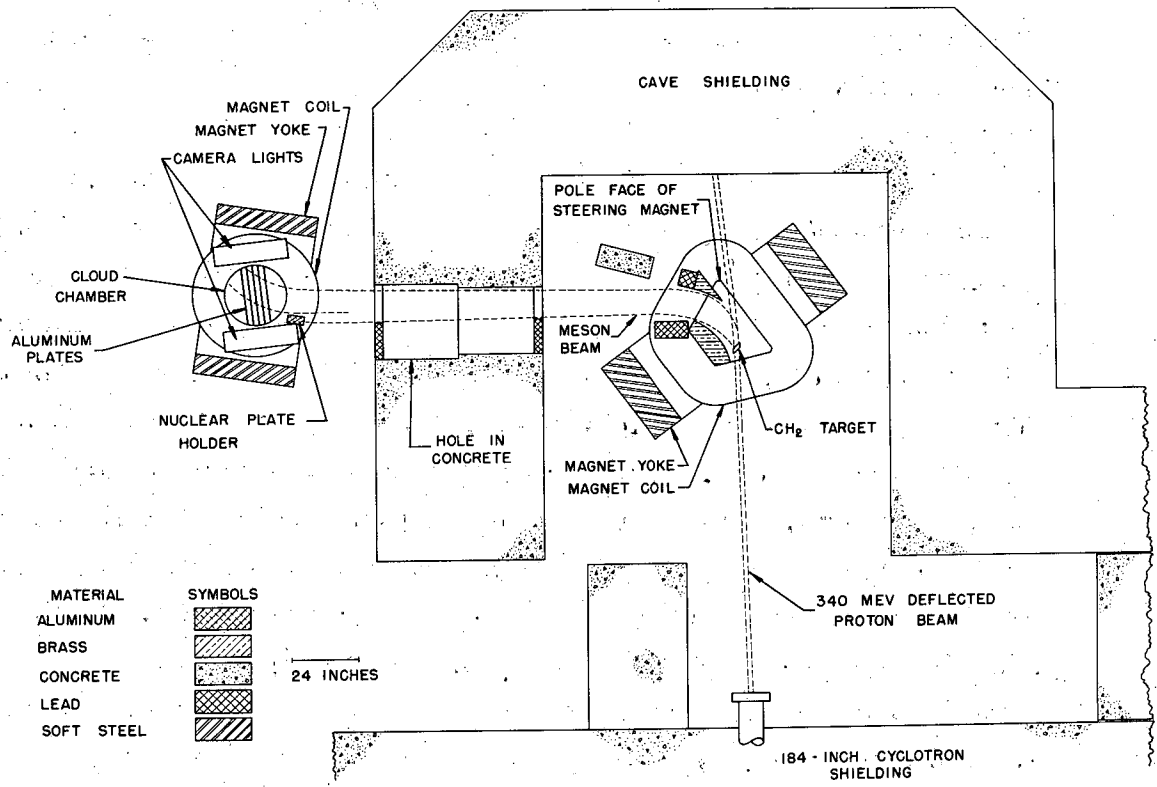 CAVE SHIELDING
MAGNET COIL
MAGNET YOKE
CAMERA LIGHTS
POLE FACE OF
STEERING MAGNET
CLOUD
CHAMBER
ALUMINUM
PLATES
MESON
BEAM
NUCLEAR PLATE
HOLDER
HOLE IN
CONCRETE
CH₂ TARGET
MAGNET YOKE
MAGNET COIL
MATERIAL SYMBOLS
ALUMINUM
BRASS
CONCRETE
LEAD
SOFT STEEL
24 INCHES
340 MEV DEFLECTED
PROTON BEAM
184-INCH CYCLOTRON
SHIELDING